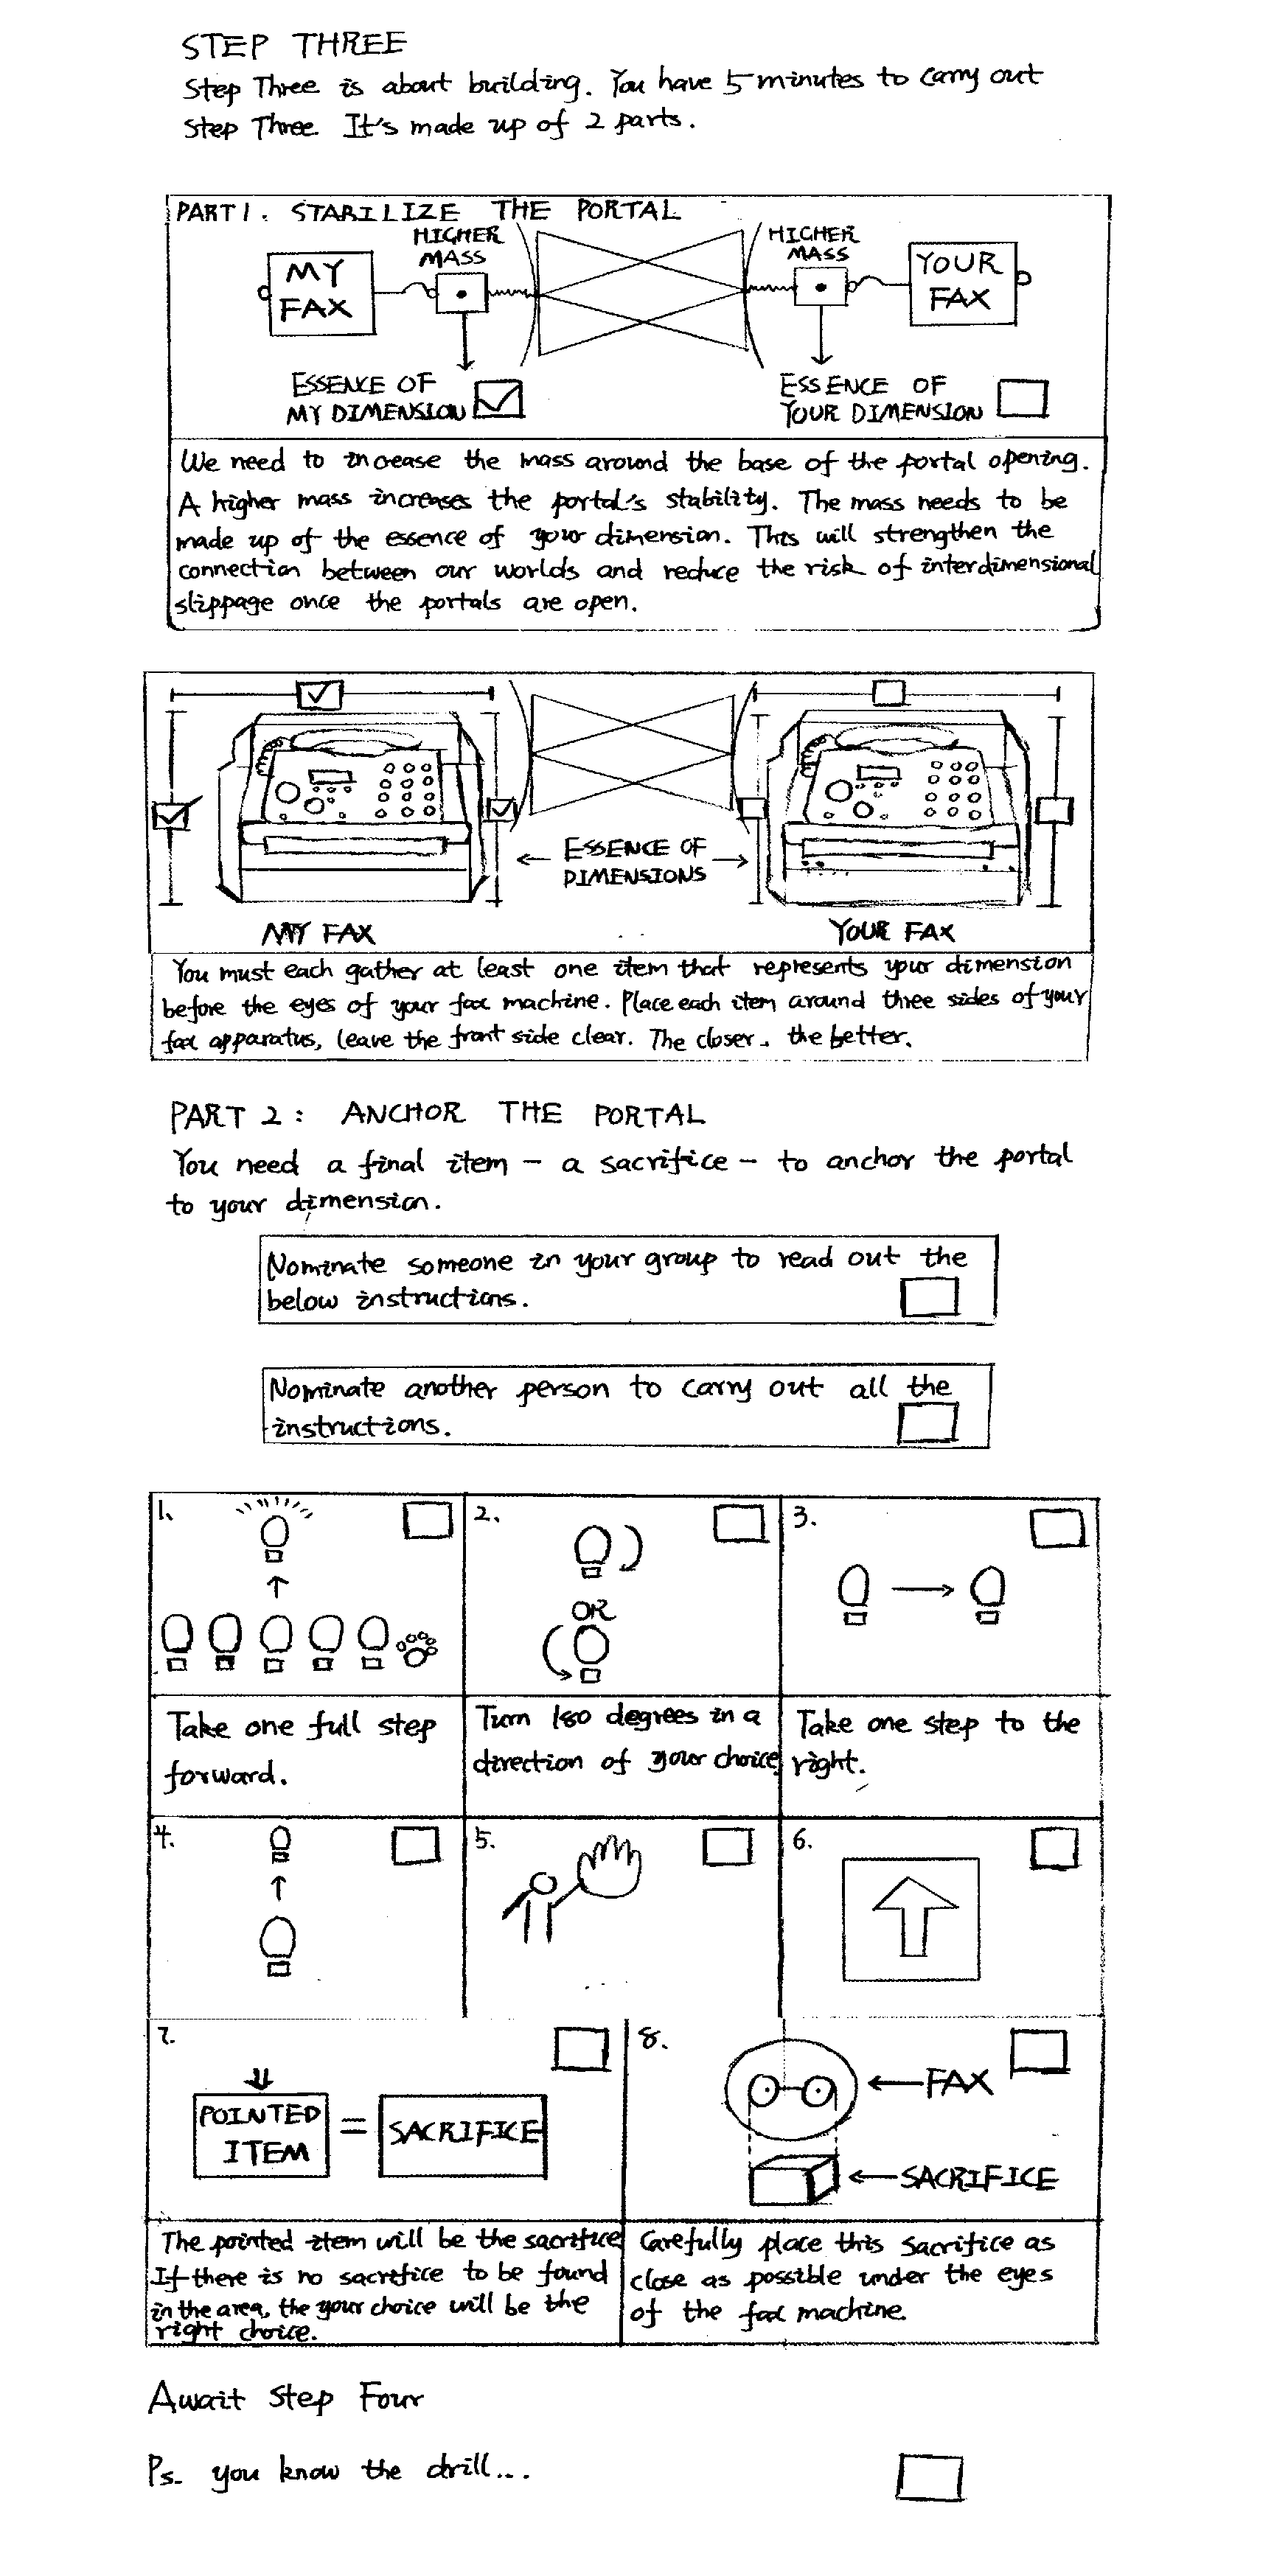 STEP THREE
Step Three is about building. You have 5 minutes to carry out
Step Three. It's made up of 2 parts.
PART 1. STABILIZE THE PORTAL
HIGHER
MASS
HIGHER
MASS
MY
FAX
YOUR
FAX
ESSENCE OF
MY DIMENSION
ESSENCE OF
YOUR DIMENSION
We need to increase the mass around the base of the portal opening.
A higher mass increases the portal's stability. The mass needs to be
made up of the essence of your dimension. This will strengthen the
connection between our worlds and reduce the risk of interdimensional
slippage once the portals are open.
ESSENCE OF
DIMENSIONS
MY FAX
YOUR FAX
You must each gather at least one item that represents your dimension
before the eyes of your fax machine. Place each item around three sides of your
fax apparatus, leave the front side clear. The closer. the better.
PART 2: ANCHOR THE PORTAL
You need a final item - a sacrifice - to anchor the portal
to your dimension.
Nominate someone in your group to read out the
below instructions.
Nominate another person to carry out all the
instructions.
1.
Take one full step
forward.
2.
OR
Turn 180 degrees in a
direction of your choice
3.
Take one step to the
right.
4.
5.
6.
7.
POINTED
ITEM
=
SACRIFICE
The pointed item will be the sacrifice
If there is no sacrifice to be found
in the area, the your choice will be the
right choice.
8.
FAX
SACRIFICE
Carefully place this sacrifice as
close as possible under the eyes
of the fax machine.
Await Step Four
Ps. you know the drill...